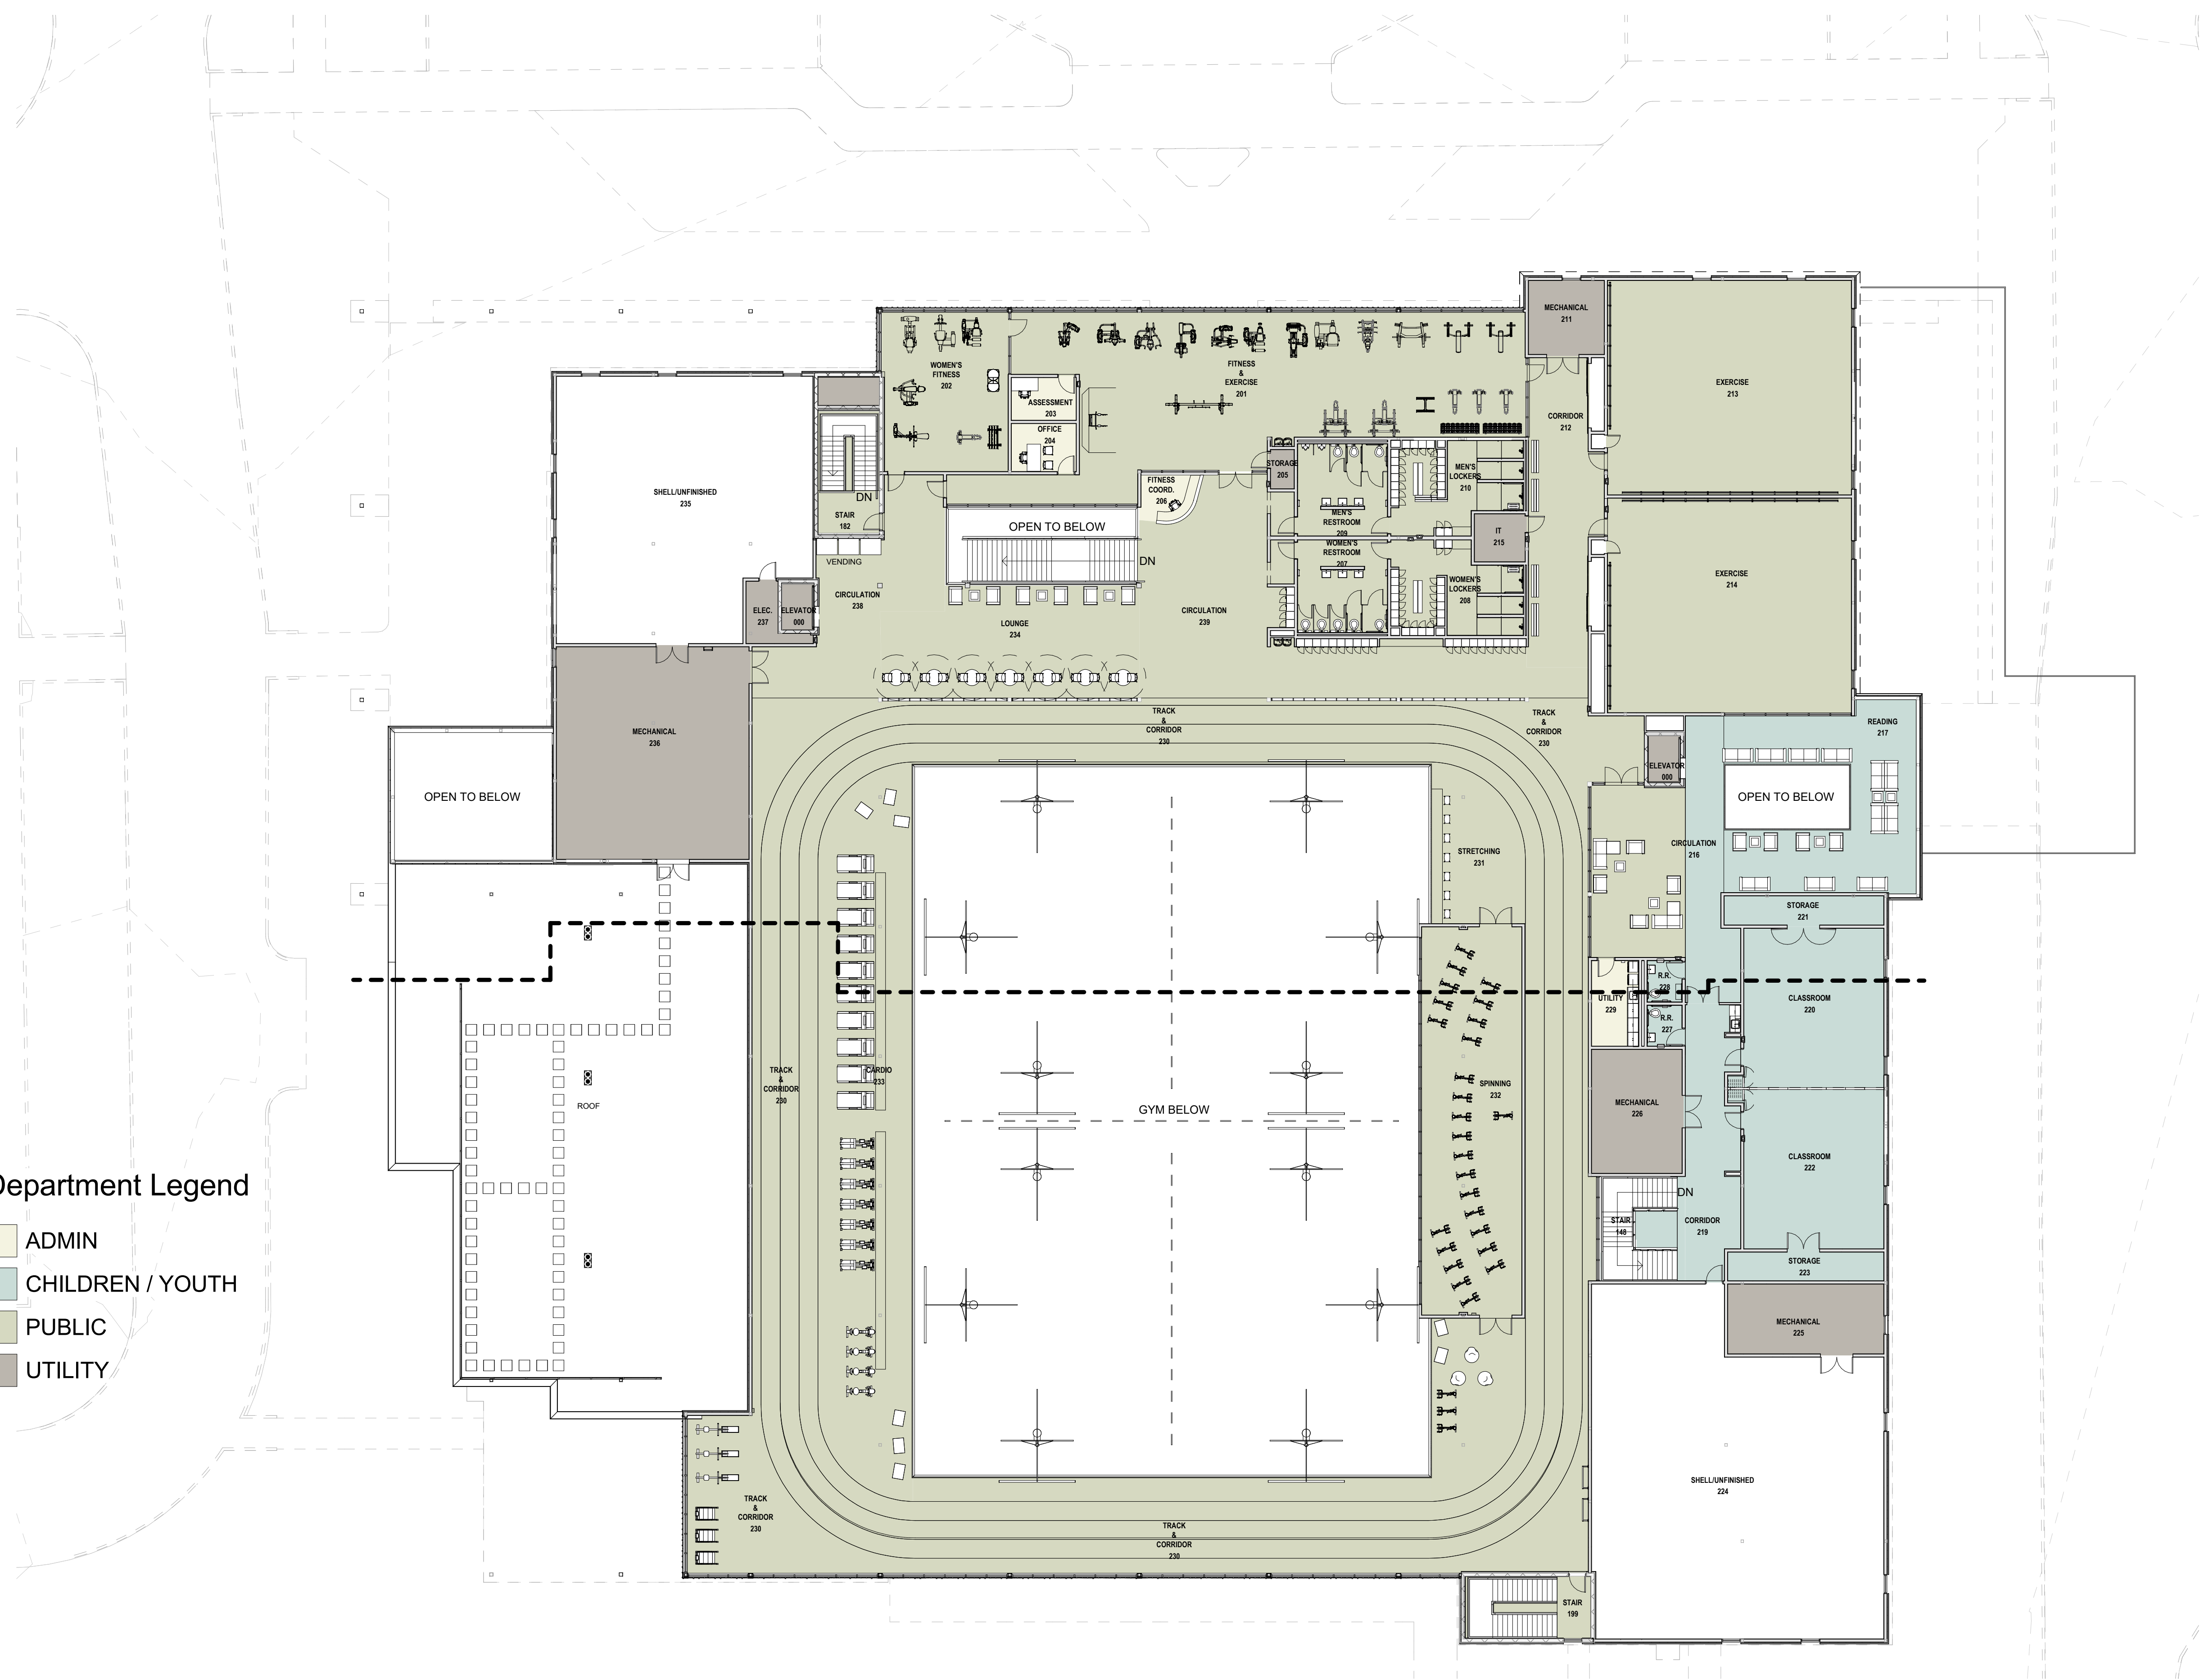 MECHANICAL
211
WOMEN'S
FITNESS
202
FITNESS
&
EXERCISE
201
EXERCISE
213
ASSESSMENT
203
CORRIDOR
212
OFFICE
204
STORAGE
205
MEN'S
LOCKERS
210
SHELL/UNFINISHED
235
FITNESS
COORD.
206
DN
STAIR
182
OPEN TO BELOW
MEN'S
RESTROOM
209
IT
215
WOMEN'S
RESTROOM
207
VENDING
DN
EXERCISE
214
WOMEN'S
LOCKERS
208
CIRCULATION
238
ELEC.
237
ELEVATOR
000
CIRCULATION
239
LOUNGE
234
TRACK
&
CORRIDOR
230
TRACK
&
CORRIDOR
230
READING
217
MECHANICAL
236
ELEVATOR
000
OPEN TO BELOW
OPEN TO BELOW
CIRCULATION
216
STRETCHING
231
STORAGE
221
R.R.
228
UTILITY
229
CLASSROOM
220
R.R.
227
TRACK
&
CORRIDOR
230
CARDIO
233
SPINNING
232
MECHANICAL
226
ROOF
GYM BELOW
CLASSROOM
222
DN
STAIR
148
CORRIDOR
219
STORAGE
223
Department Legend
ADMIN
CHILDREN / YOUTH
PUBLIC
UTILITY
MECHANICAL
225
SHELL/UNFINISHED
224
TRACK
&
CORRIDOR
230
TRACK
&
CORRIDOR
230
STAIR
199